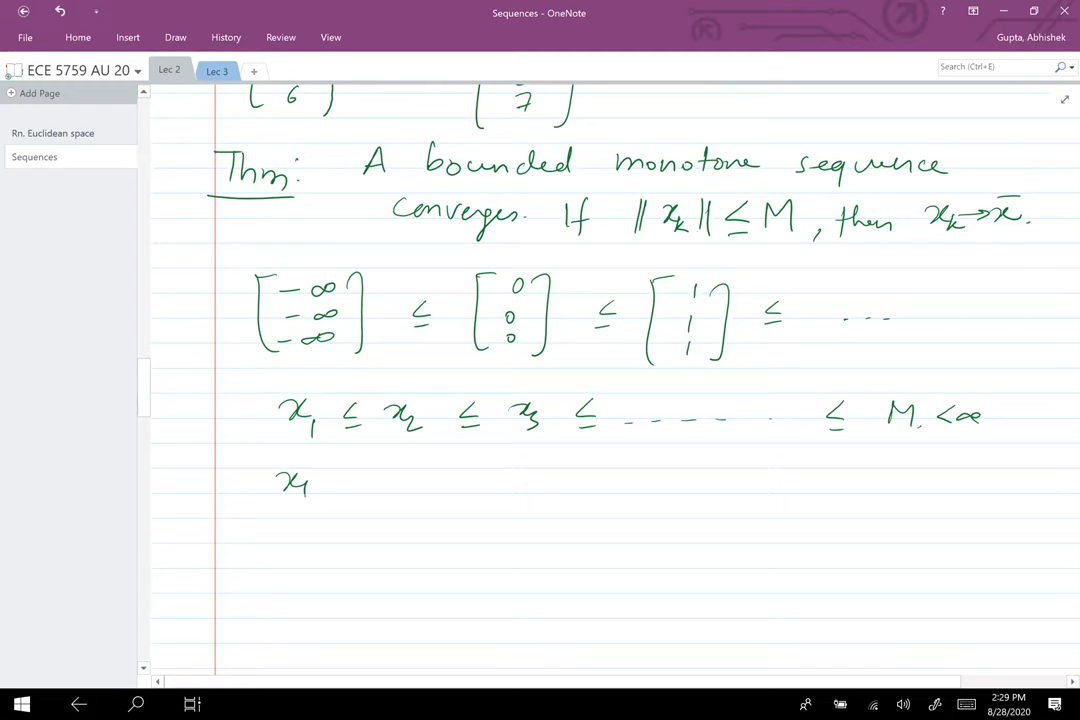 Sequences - OneNote
?
File Home Insert Draw History Review View
Gupta, Abhishek
ECE 5759 AU 20
Lec 2
Lec 3
+
Search (Ctrl+E)
Add Page
Rn. Euclidean space
Sequences
6 7
Thm: A bounded monotone sequence
converges. If ‖x_k‖ ≤ M, then x_k → x̄.
[-∞ -∞ -∞] ≤ [0 0 0] ≤ [1 1 1] ≤ ...
x_1 ≤ x_2 ≤ x_3 ≤ ------ ≤ M < ∞
x_1
2:29 PM
8/28/2020